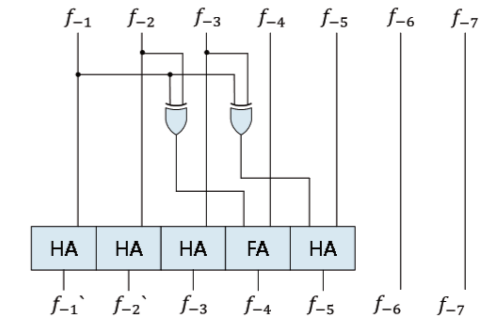 f₋₁ f₋₂ f₋₃ f₋₄ f₋₅ f₋₆ f₋₇
HA HA HA FA HA
f₋₁` f₋₂` f₋₃ f₋₄ f₋₅ f₋₆ f₋₇